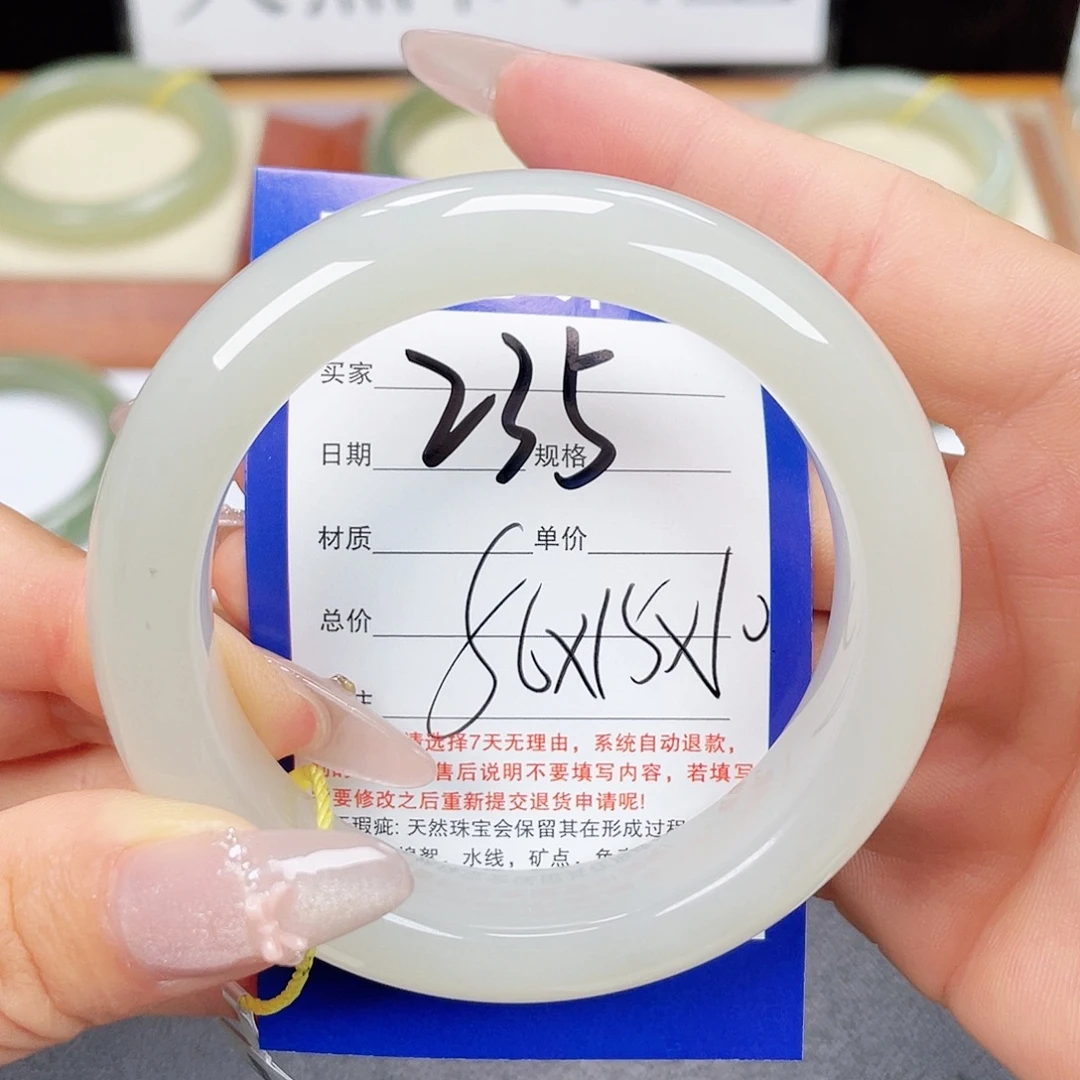 买家
235
日期 规格
材质 单价
总价
56x15x10
请选择7天无理由，系统自动退款，
售后说明不要填写内容，若填写
要修改之后重新提交退货申请呢!
瑕疵: 天然珠宝会保留其在形成过程
棉絮、水线，矿点、